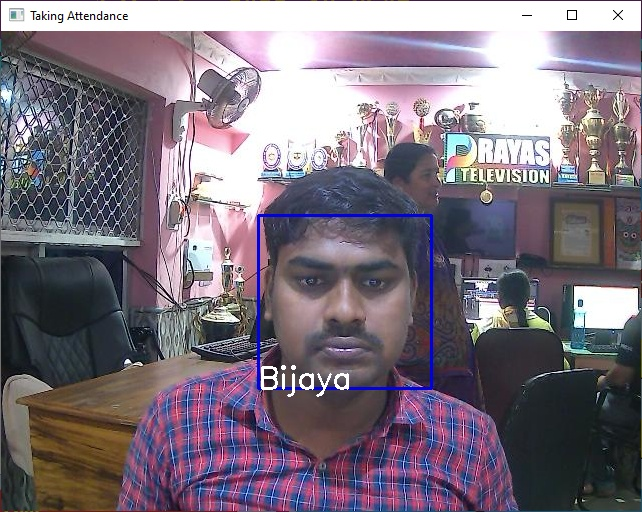 Taking Attendance
PRAYAS
TELEVISION
Bijaya